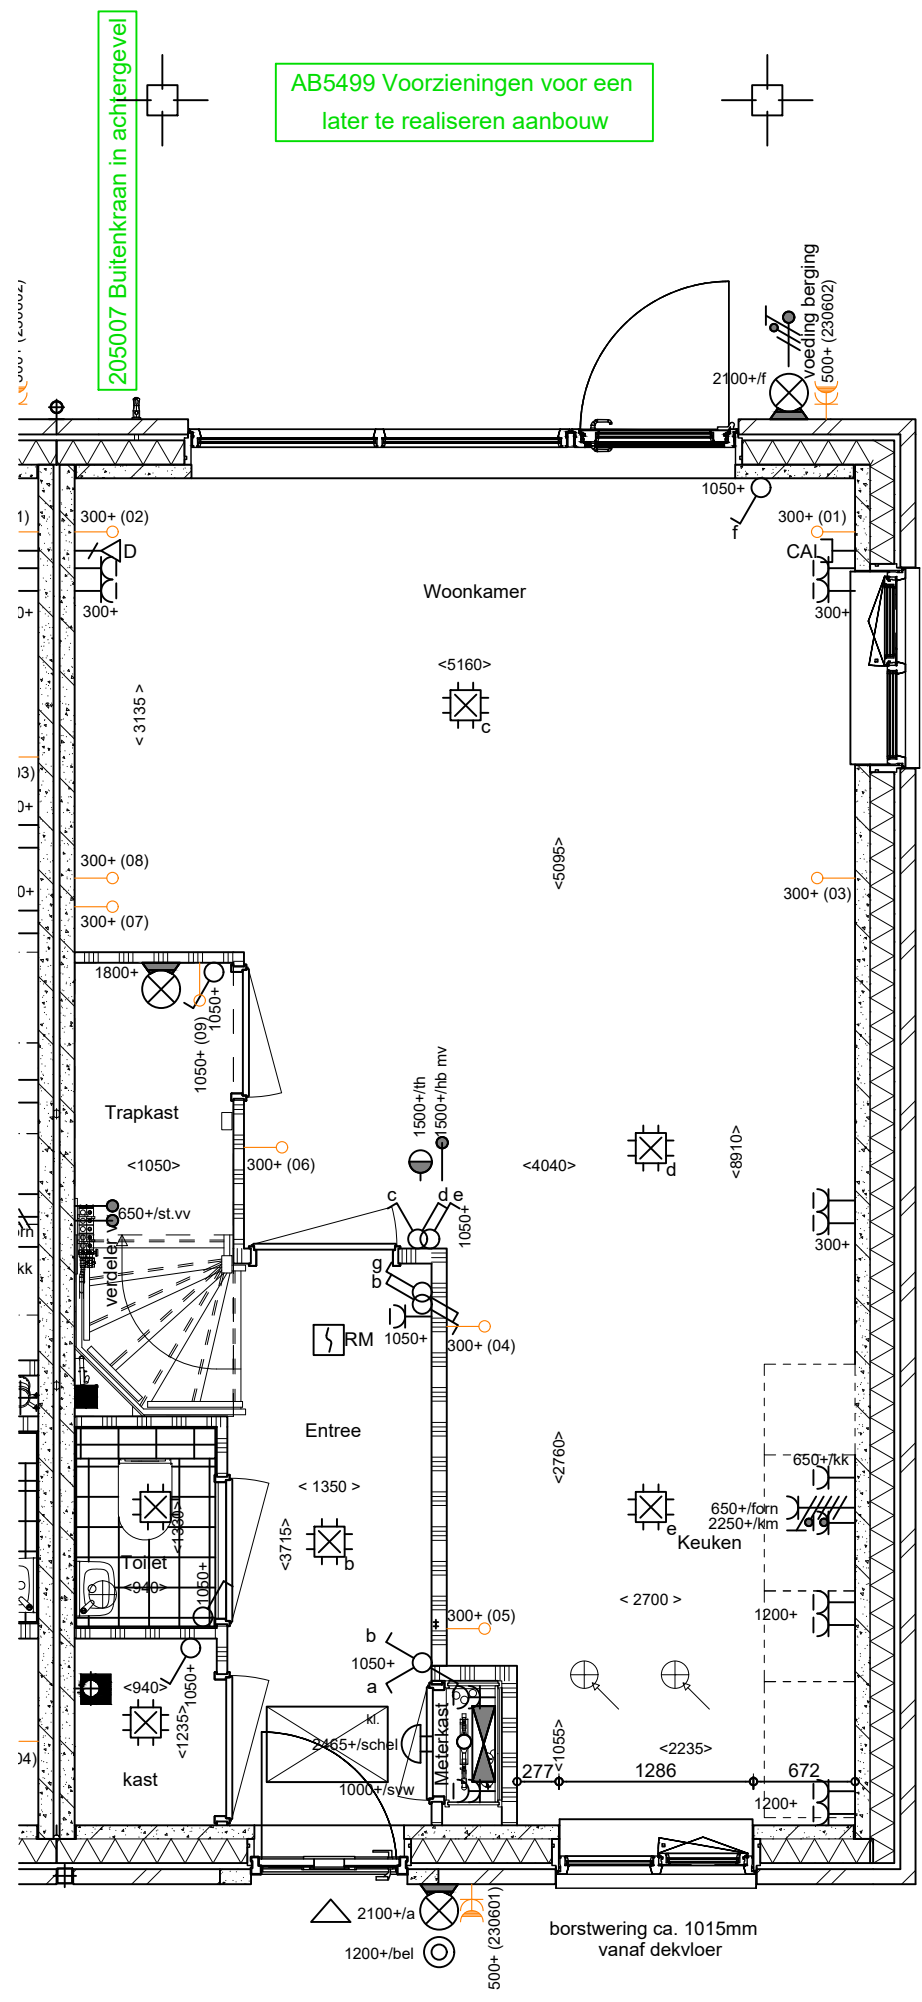 205007 Buitenkraan in achtergevel
AB5499 Voorzieningen voor een
later te realiseren aanbouw
voeding berging
500+ (230602)
2100+/f
1050+
f
300+ (02)
D
300+
300+ (01)
CAI
300+
Woonkamer
<5160>
c
< 3135 >
<5095>
300+ (08)
300+ (07)
300+ (03)
1800+
1050+
1050+ (09)
Trapkast
<1050>
300+ (06)
1500+/th
1500+/hb mv
c
d
e
1050+
<4040>
d
<8910>
300+
650+/st.vv
g
b
1050+
300+ (04)
RM
Entree
< 1350 >
<3715>
b
<2760>
e
Keuken
650+/kk
650+/forn
2250+/km
< 2700 >
1200+
<1330>
Toilet
<940>
1050+
300+ (05)
b
1050+
a
<940>
<1235>
1050+
kast
kl.
2465+/schel
1000+/svw
Meterkast
277
<1055>
1286
<2235>
672
1200+
2100+/a
1200+/bel
500+ (230601)
borstwering ca. 1015mm
vanaf dekvloer